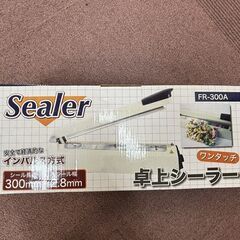 Sealer
FR-300A
安全で経済的な
インパルス方式
シール長
シール幅
300mm
2.8mm
ワンタッチ
卓上シーラー